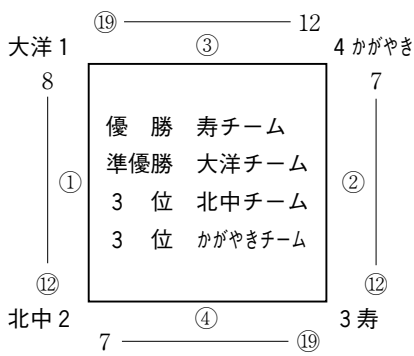 ⑲ 12
大洋 1 ③ 4 かがやき
8 7
優　勝　寿チーム
準優勝　大洋チーム
① ②
3　位　北中チーム
3　位　かがやきチーム
⑫ ⑫
北中 2 ④ 3 寿
7 ⑲